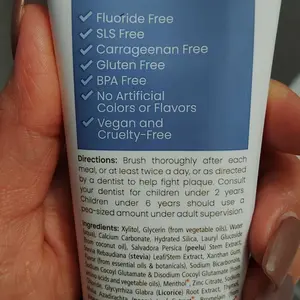 Fluoride Free
SLS Free
Carrageenan Free
Gluten Free
BPA Free
No Artificial
Colors or Flavors
Vegan and
Cruelty-Free
Directions: Brush thoroughly after each
meal, or at least twice a day, or as directed
by a dentist to help fight plaque. Consult
your dentist for children under 2 years.
Children under 6 years should use a
pea-sized amount under adult supervision.
Ingredients: Xylitol, Glycerin (from vegetable oils), Water
Calcium Carbonate, Hydrated Silica, Lauryl Glucoside
(from coconut oil), Salvadora Persica (peelu) Stem Extract,
Rebaudiana (stevia) Leaf/Stem Extract, Xanthan
(from essential oils & botanicals), Sodium Bicarbonate,
Sodium Cocoyl Glutamate & Disodium Cocoyl Glutamate (from
and vegetable oils), Menthol, Zinc Citrate,
Glycyrrhiza Glabra (Licorice) Root Extract,